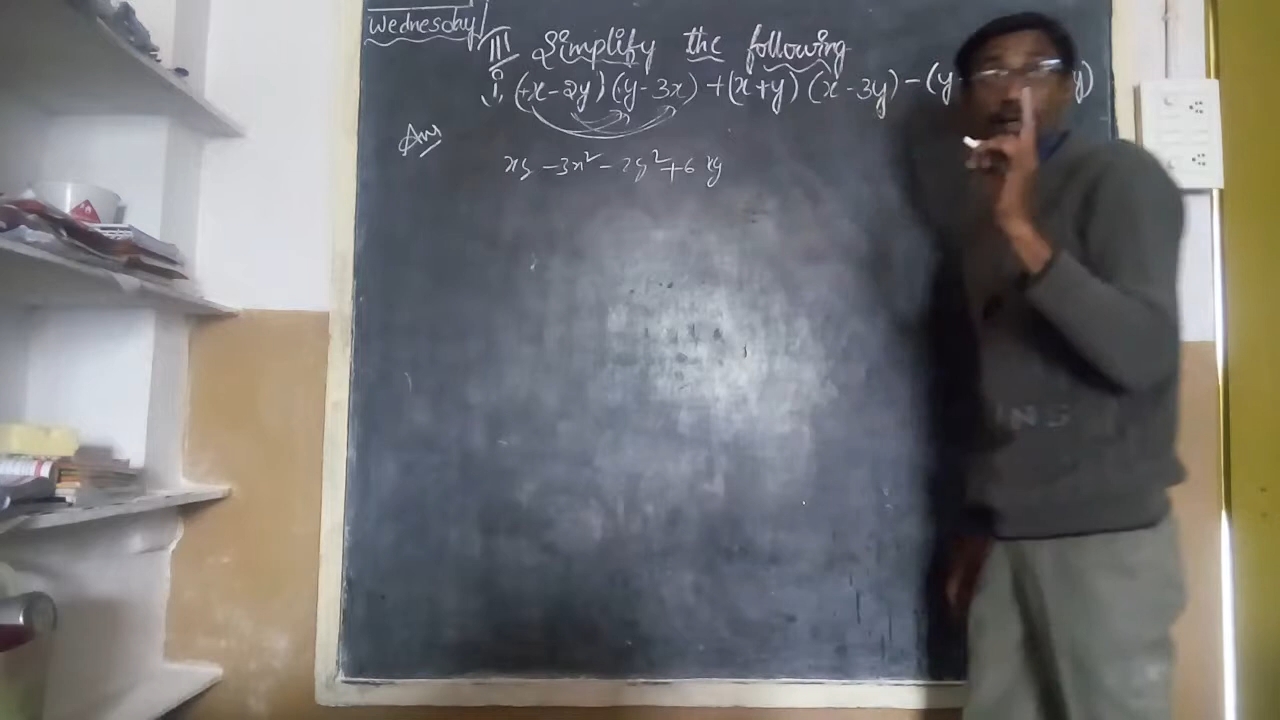 Wednesday
III Simplify the following
i, (+x-2y) (y-3x) + (x+y) (x-3y) - (y y)
Ans
xy - 3x² - 2y² + 6xy